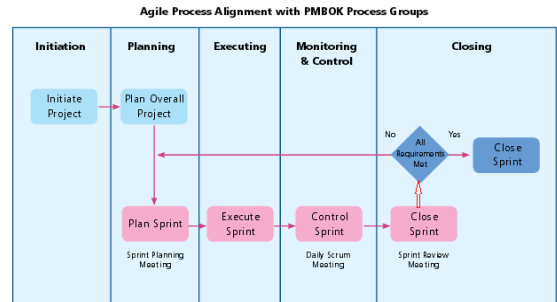 Agile Process Alignment with PMBOK Process Groups
Initiation
Planning
Executing
Monitoring
& Control
Closing
Initiate
Project
Plan Overall
Project
No
All
Requirements
Met
Yes
Close
Sprint
Plan Sprint
Execute
Sprint
Control
Sprint
Close
Sprint
Sprint Planning
Meeting
Daily Scrum
Meeting
Sprint Review
Meeting